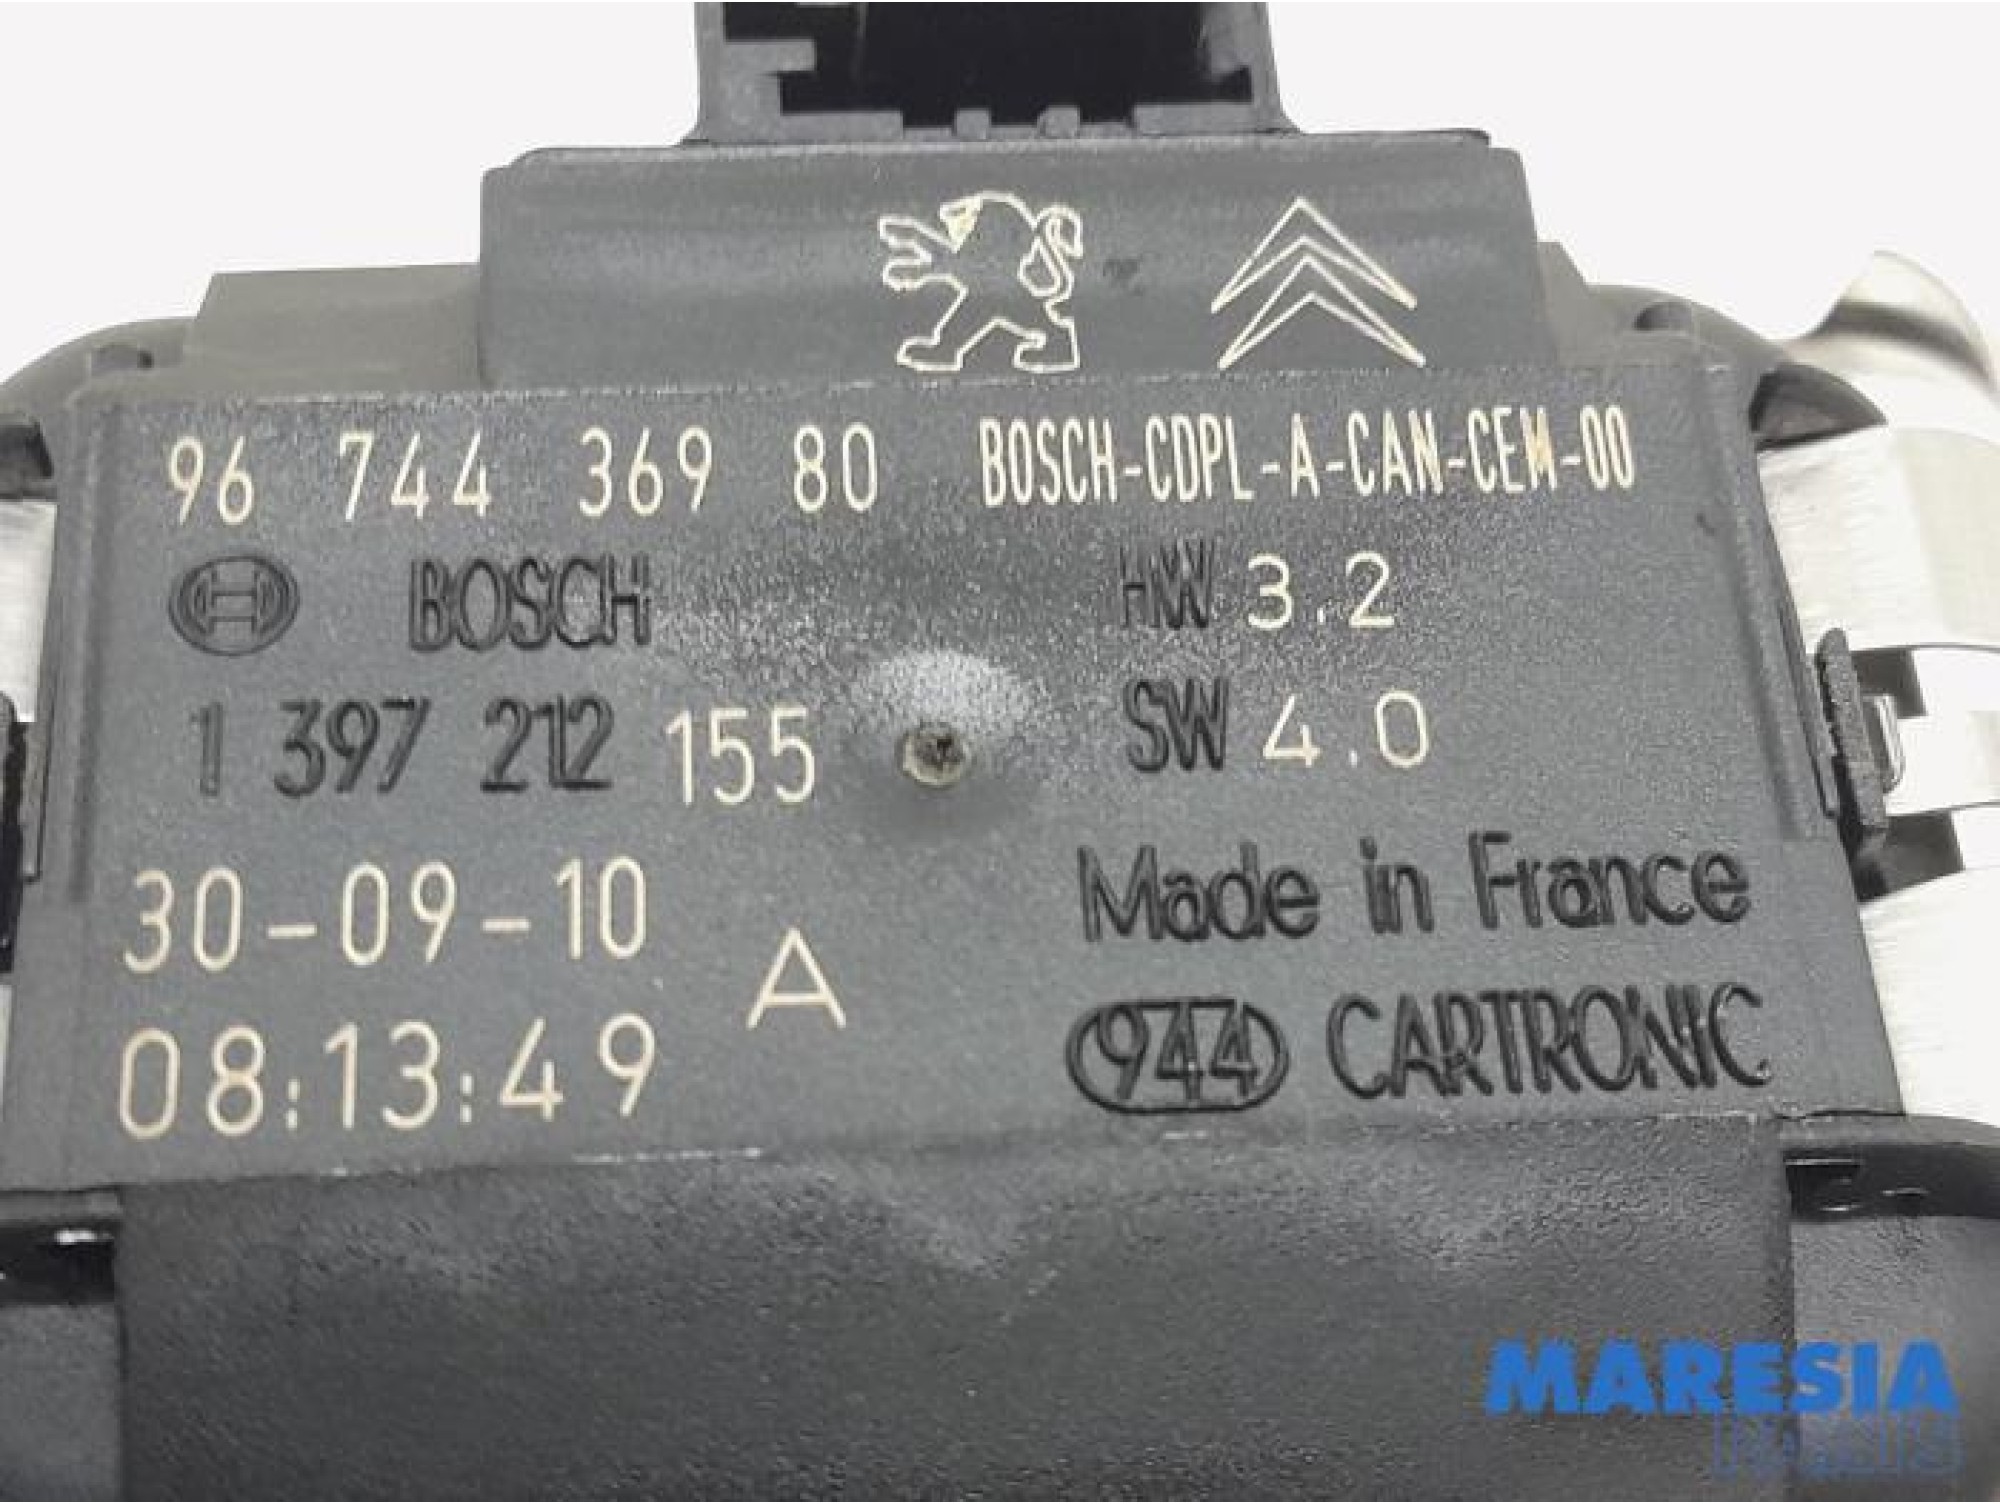 96 744 369 80 BOSCH-CDPL-A-CAN-CEM-00
BOSCH HW 3.2
1 397 212 155 SW 4.0
30-09-10 A Made in France
08:13:49 944 CARTRONIC
MARESIA
PARTS